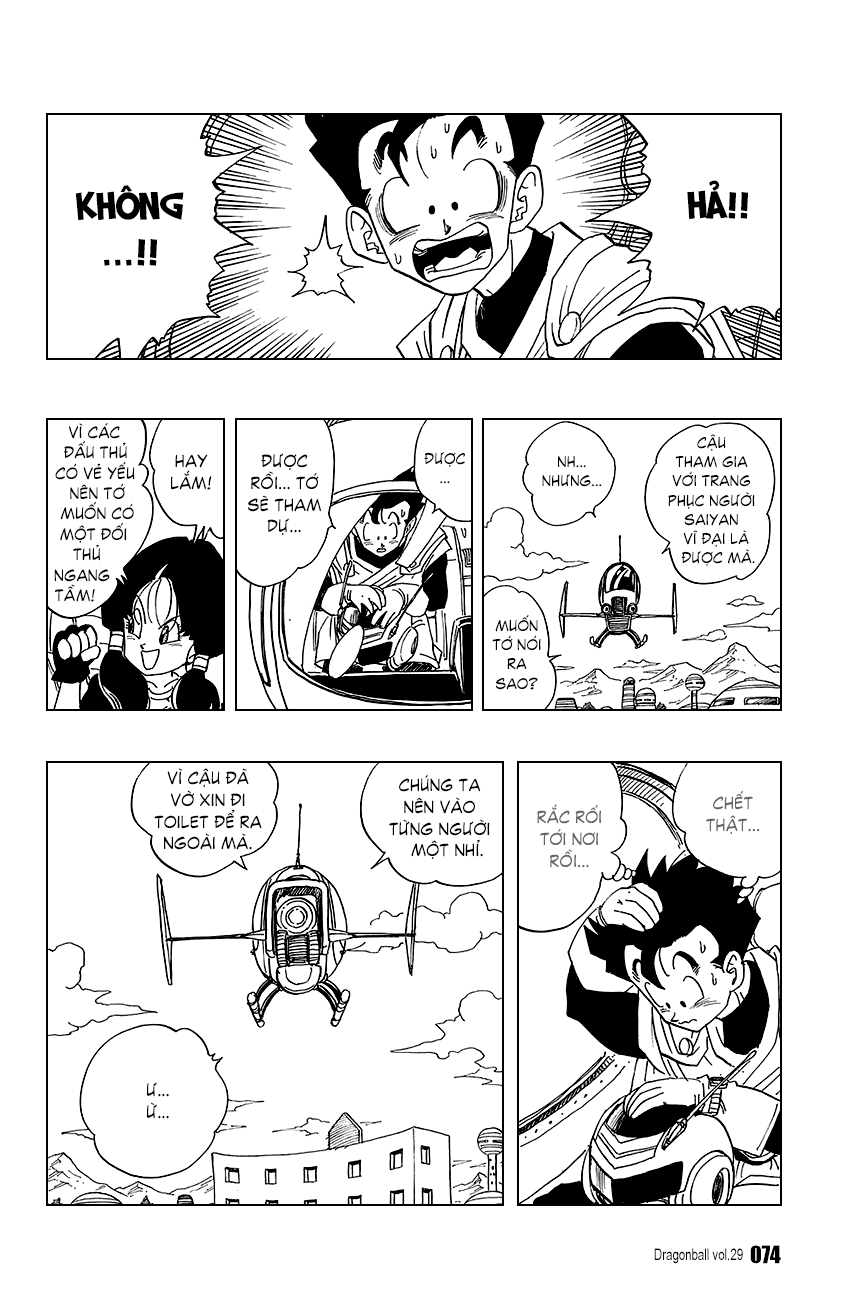 HẢ!!
KHÔNG
...!!
CẬU
THAM GIA
VỚI TRANG
PHỤC NGƯỜI
SAIYAN
VĨ ĐẠI LÀ
ĐƯỢC MÀ.
NH...
NHƯNG...
MUỐN
TỚ NÓI
RA
SAO?
ĐƯỢC
...
ĐƯỢC
RỒI... TỚ
SẼ THAM
DỰ...
HAY
LẮM!
VÌ CÁC
ĐẤU THỦ
CÓ VẺ YẾU
NÊN TỚ
MUỐN CÓ
MỘT ĐỐI
THỦ
NGANG
TẦM!
CHẾT
THẬT...
RẮC RỐI
TỚI NƠI
RỒI...
CHÚNG TA
NÊN VÀO
TỪNG NGƯỜI
MỘT NHỈ.
VÌ CẬU ĐÃ
VỜ XIN ĐI
TOILET ĐỂ RA
NGOÀI MÀ.
Ừ...
Ừ...
Dragonball vol.29 074